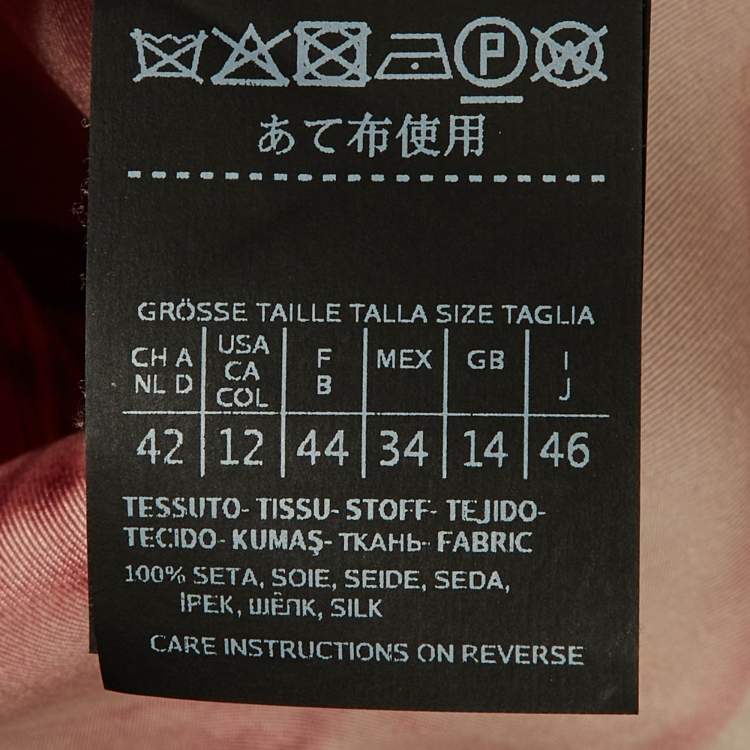 P W
あて布使用
GRÖSSE TAILLE TALLA SIZE TAGLIA
CH A NL D USA CA COL F B MEX GB I J
42 12 44 34 14 46
TESSUTO- TISSU- STOFF- TEJIDO-
TECIDO- KUMAŞ- ТКАНЬ- FABRIC
100% SETA, SOIE, SEIDE, SEDA,
İPEK, ШЁЛК, SILK
CARE INSTRUCTIONS ON REVERSE